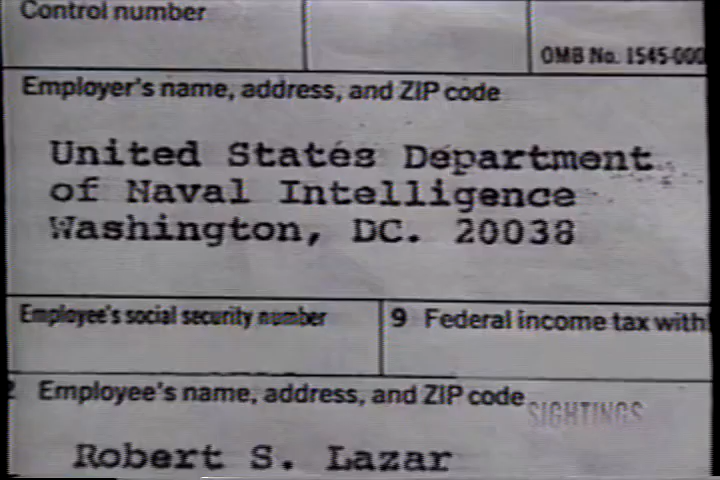 Control number
OMB No. 1545-000
Employer's name, address, and ZIP code
United States Department
of Naval Intelligence
Washington, DC. 20038
Employee's social security number
9 Federal income tax with
2 Employee's name, address, and ZIP code
SIGHTINGS
Robert S. Lazar